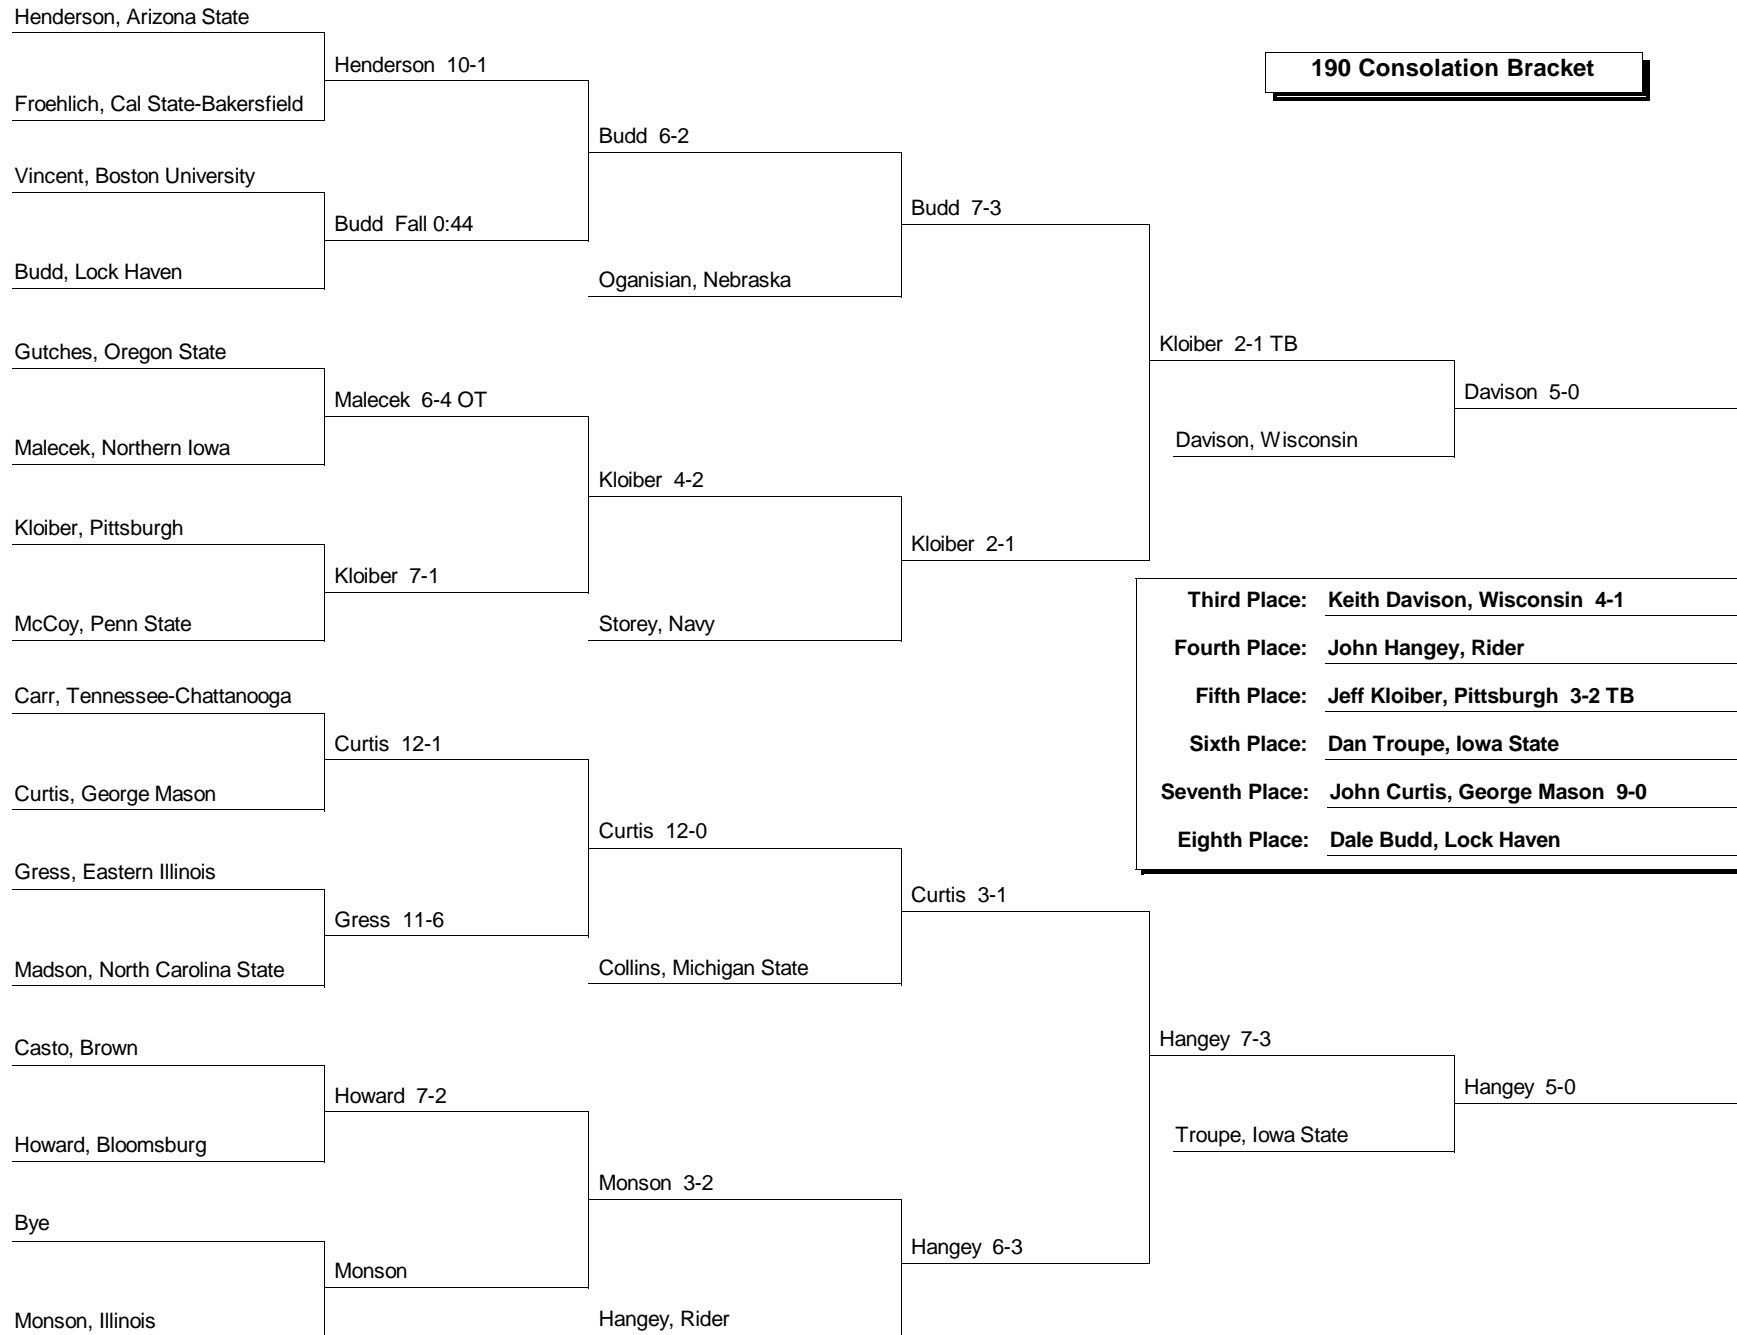 Henderson, Arizona State
Froehlich, Cal State-Bakersfield
Vincent, Boston University
Budd, Lock Haven
Gutches, Oregon State
Malecek, Northern Iowa
Kloiber, Pittsburgh
McCoy, Penn State
Carr, Tennessee-Chattanooga
Curtis, George Mason
Gress, Eastern Illinois
Madson, North Carolina State
Casto, Brown
Howard, Bloomsburg
Bye
Monson, Illinois
Henderson 10-1
Budd Fall 0:44
Malecek 6-4 OT
Kloiber 7-1
Curtis 12-1
Gress 11-6
Howard 7-2
Monson
Budd 6-2
Oganisian, Nebraska
Kloiber 4-2
Storey, Navy
Curtis 12-0
Collins, Michigan State
Monson 3-2
Hangey, Rider
Budd 7-3
Kloiber 2-1
Curtis 3-1
Hangey 6-3
Kloiber 2-1 TB
Davison, Wisconsin
Hangey 7-3
Troupe, Iowa State
Davison 5-0
Hangey 5-0
190 Consolation Bracket
Third Place: Keith Davison, Wisconsin 4-1
Fourth Place: John Hangey, Rider
Fifth Place: Jeff Kloiber, Pittsburgh 3-2 TB
Sixth Place: Dan Troupe, Iowa State
Seventh Place: John Curtis, George Mason 9-0
Eighth Place: Dale Budd, Lock Haven